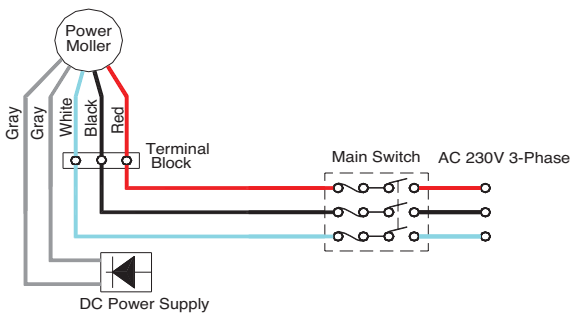 Power
Moller
Gray
Gray
White
Black
Red
Terminal
Block
Main Switch
AC 230V 3-Phase
DC Power Supply